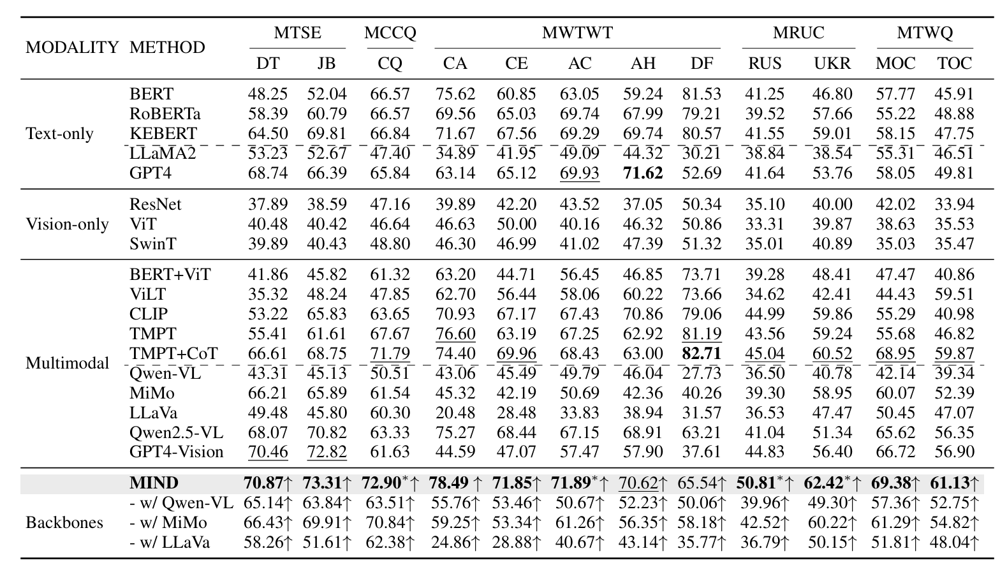 MODALITY METHOD MTSE MCCQ MWTWT MRUC MTWQ
DT JB CQ CA CE AC AH DF RUS UKR MOC TOC
Text-only
BERT 48.25 52.04 66.57 75.62 60.85 63.05 59.24 81.53 41.25 46.80 57.77 45.91
RoBERTa 58.39 60.79 66.57 69.56 65.03 69.74 67.99 79.21 39.52 57.66 55.22 48.88
KEBERT 64.50 69.81 66.84 71.67 67.56 69.29 69.74 80.57 41.55 59.01 58.15 47.75
LLaMA2 53.23 52.67 47.40 34.89 41.95 49.09 44.32 30.21 38.84 38.54 55.31 46.51
GPT4 68.74 66.39 65.84 63.14 65.12 69.93 71.62 52.69 41.64 53.76 58.05 49.81
Vision-only
ResNet 37.89 38.59 47.16 39.89 42.20 43.52 37.05 50.34 35.10 40.00 42.02 33.94
ViT 40.48 40.42 46.64 46.63 50.00 40.16 46.32 50.86 33.31 39.87 38.63 35.53
SwinT 39.89 40.43 48.80 46.30 46.99 41.02 47.39 51.32 35.01 40.89 35.03 35.47
Multimodal
BERT+ViT 41.86 45.82 61.32 63.20 44.71 56.45 46.85 73.71 39.28 48.41 47.47 40.86
ViLT 35.32 48.24 47.85 62.70 56.44 58.06 60.22 73.66 34.62 42.41 44.43 59.51
CLIP 53.22 65.83 63.65 70.93 67.17 67.43 70.86 79.06 44.99 59.86 55.29 40.98
TMPT 55.41 61.61 67.67 76.60 63.19 67.25 62.92 81.19 43.56 59.24 55.68 46.82
TMPT+CoT 66.61 68.75 71.79 74.40 69.96 68.43 63.00 82.71 45.04 60.52 68.95 59.87
Qwen-VL 43.31 45.13 50.51 43.06 45.49 49.79 46.04 27.73 36.50 40.78 42.14 39.34
MiMo 66.21 65.89 61.54 45.32 42.19 50.69 42.36 40.26 39.30 58.95 60.07 52.39
LLaVa 49.48 45.80 60.30 20.48 28.48 33.83 38.94 31.57 36.53 47.47 50.45 47.07
Qwen2.5-VL 68.07 70.82 63.33 75.27 68.44 67.15 68.91 63.21 41.04 51.34 65.62 56.35
GPT4-Vision 70.46 72.82 61.63 44.59 47.07 57.47 57.90 37.61 44.83 56.40 66.72 56.90
Backbones
MIND 70.87↑ 73.31↑ 72.90*↑ 78.49 ↑ 71.85↑ 71.89*↑ 70.62↑ 65.54↑ 50.81*↑ 62.42*↑ 69.38↑ 61.13↑
- w/ Qwen-VL 65.14↑ 63.84↑ 63.51↑ 55.76↑ 53.46↑ 50.67↑ 52.23↑ 50.06↑ 39.96↑ 49.30↑ 57.36↑ 52.75↑
- w/ MiMo 66.43↑ 69.91↑ 70.84↑ 59.25↑ 53.34↑ 61.26↑ 56.35↑ 58.18↑ 42.52↑ 60.22↑ 61.29↑ 54.82↑
- w/ LLaVa 58.26↑ 51.61↑ 62.38↑ 24.86↑ 28.88↑ 40.67↑ 43.14↑ 35.77↑ 36.79↑ 50.15↑ 51.81↑ 48.04↑